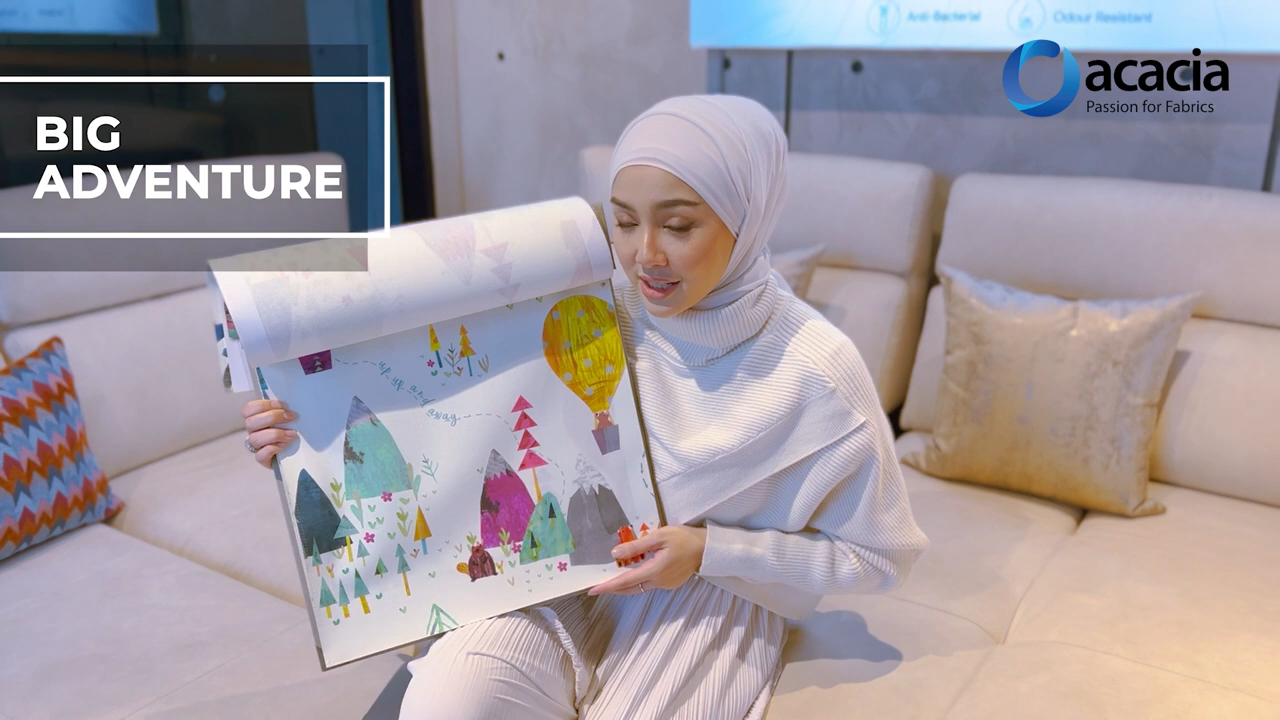 Anti-Bacterial
Odour Resistant
acacia
Passion for Fabrics
BIG
ADVENTURE
up up and
away